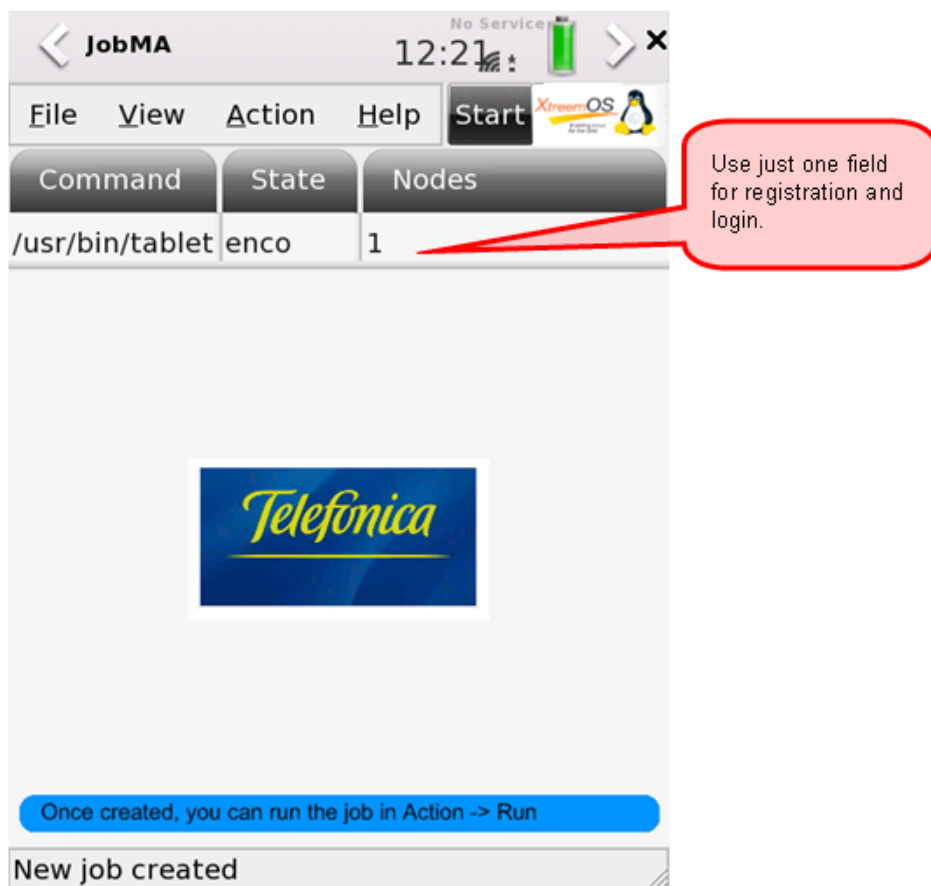 No Service
JobMA 12:21
File View Action Help Start XtreemOS
Command State Nodes
/usr/bin/tablet enco 1
Use just one field
for registration and
login.
Telefónica
Once created, you can run the job in Action -> Run
New job created